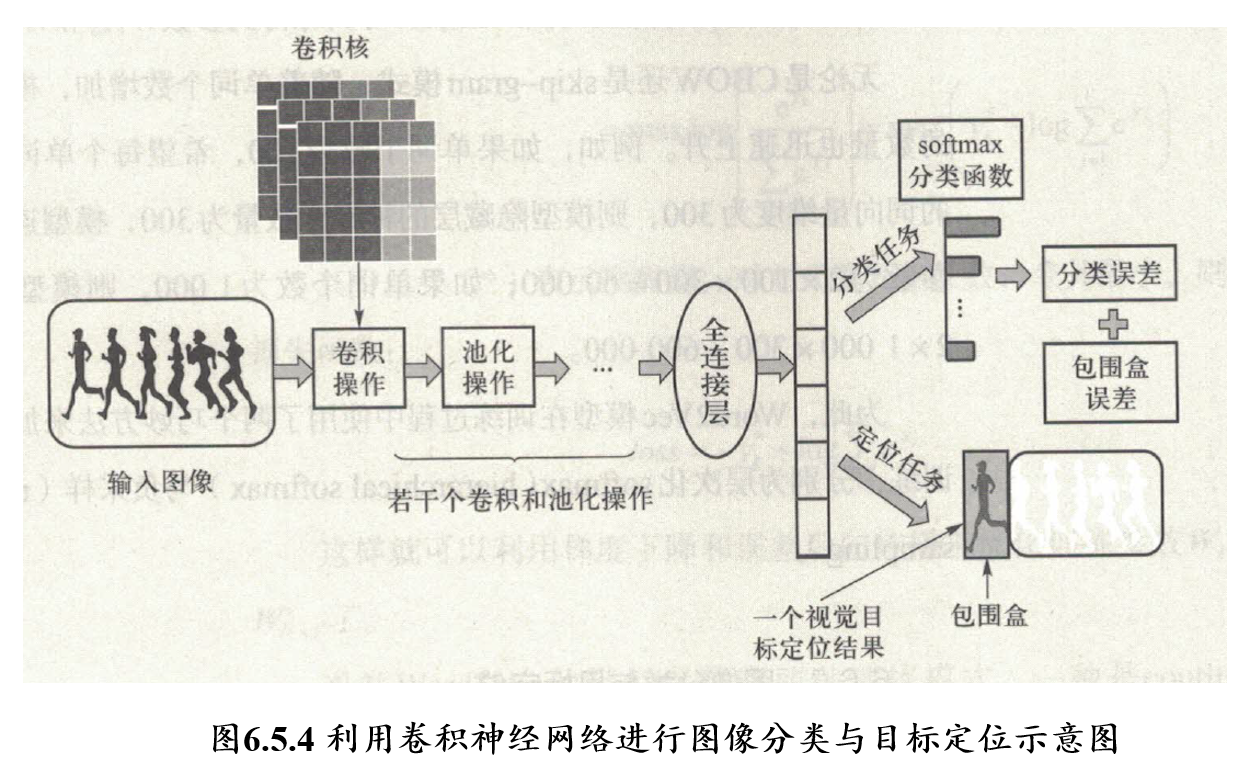 卷积核
softmax
分类函数
分类任务
分类误差
包围盒
误差
卷积
操作
池化
操作
...
全连接层
定位任务
输入图像
若干个卷积和池化操作
一个视觉目
标定位结果
包围盒
图6.5.4 利用卷积神经网络进行图像分类与目标定位示意图